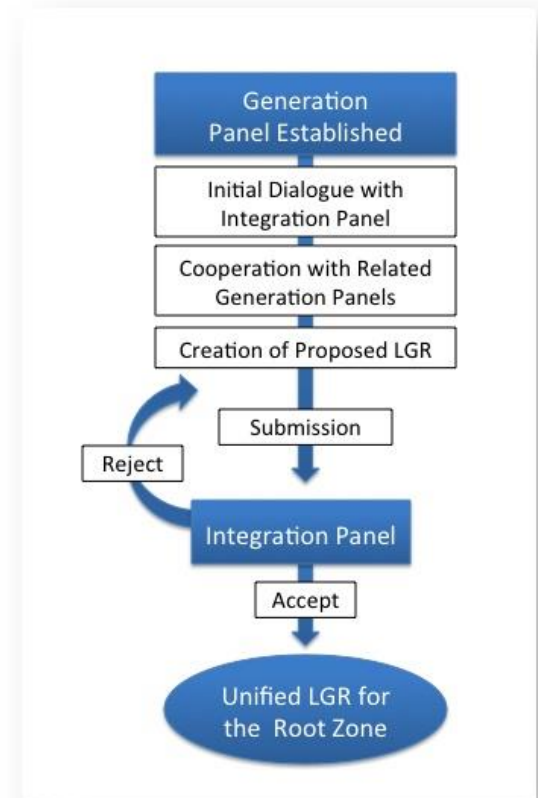 Generation
Panel Established
Initial Dialogue with
Integration Panel
Cooperation with Related
Generation Panels
Creation of Proposed LGR
Submission
Reject
Integration Panel
Accept
Unified LGR for
the Root Zone